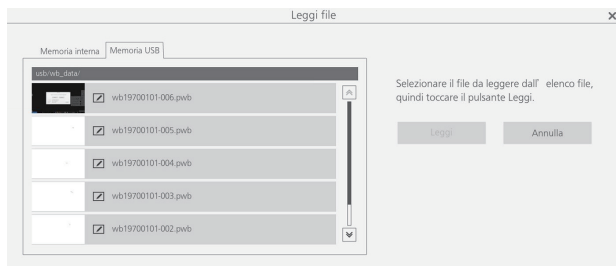 Leggi file
Memoria interna
Memoria USB
usb/wb_data/
wb19700101-006.pwb
wb19700101-005.pwb
wb19700101-004.pwb
wb19700101-003.pwb
wb19700101-002.pwb
Selezionare il file da leggere dall' elenco file,
quindi toccare il pulsante Leggi.
Leggi
Annulla